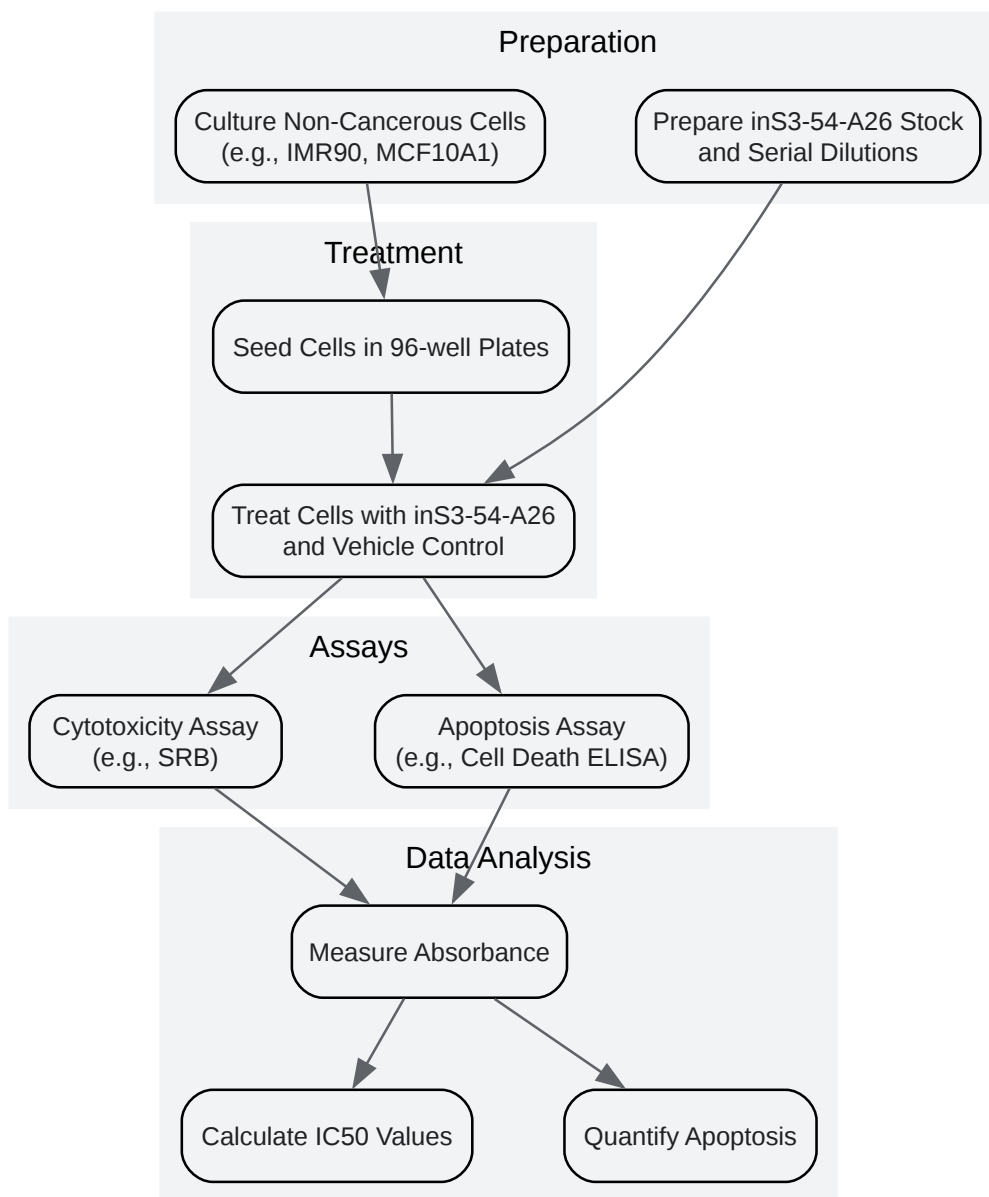 Preparation
Culture Non-Cancerous Cells
(e.g., IMR90, MCF10A1)
Prepare inS3-54-A26 Stock
and Serial Dilutions
Treatment
Seed Cells in 96-well Plates
Treat Cells with inS3-54-A26
and Vehicle Control
Assays
Cytotoxicity Assay
(e.g., SRB)
Apoptosis Assay
(e.g., Cell Death ELISA)
Data Analysis
Measure Absorbance
Calculate IC50 Values
Quantify Apoptosis